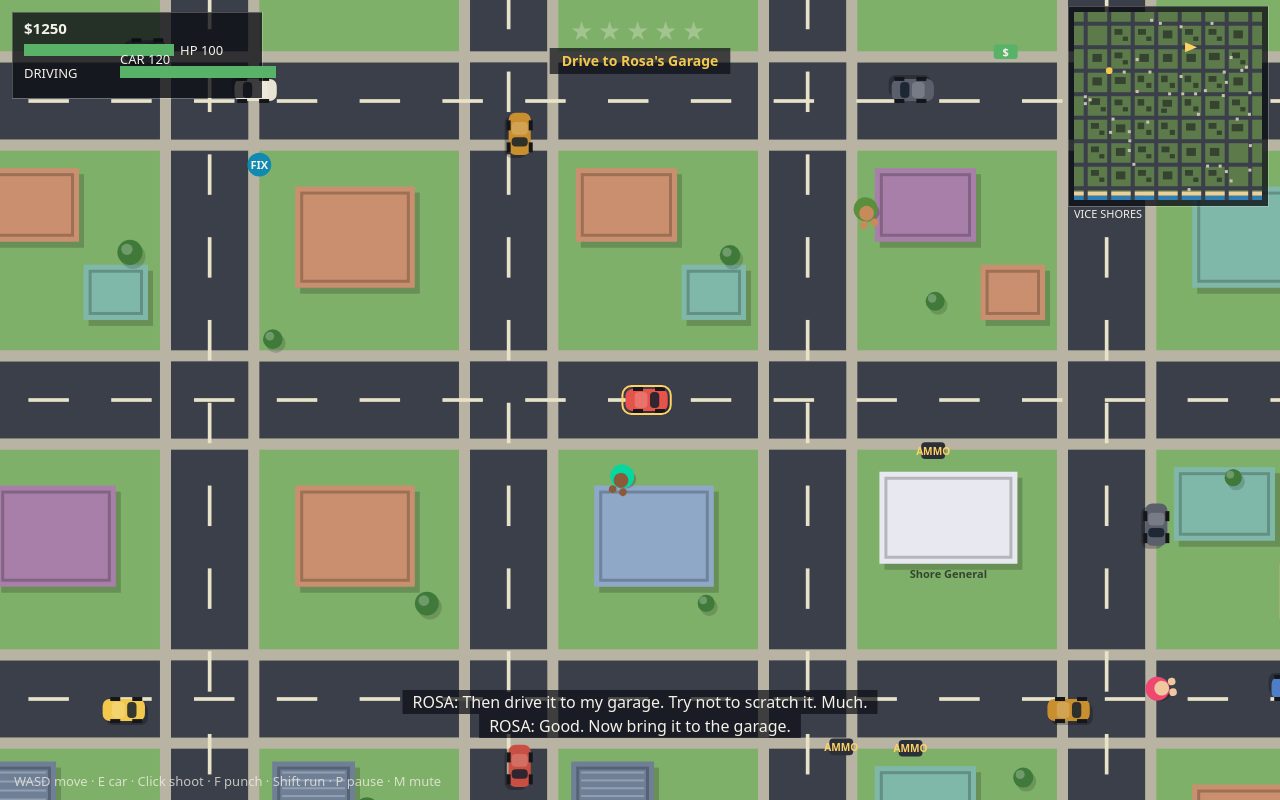 $1250
HP 100
CAR 120
DRIVING
Drive to Rosa's Garage
$
VICE SHORES
FIX
AMMO
Shore General
ROSA: Then drive it to my garage. Try not to scratch it. Much.
ROSA: Good. Now bring it to the garage.
AMMO
AMMO
WASD move · E car · Click shoot · F punch · Shift run · P pause · M mute